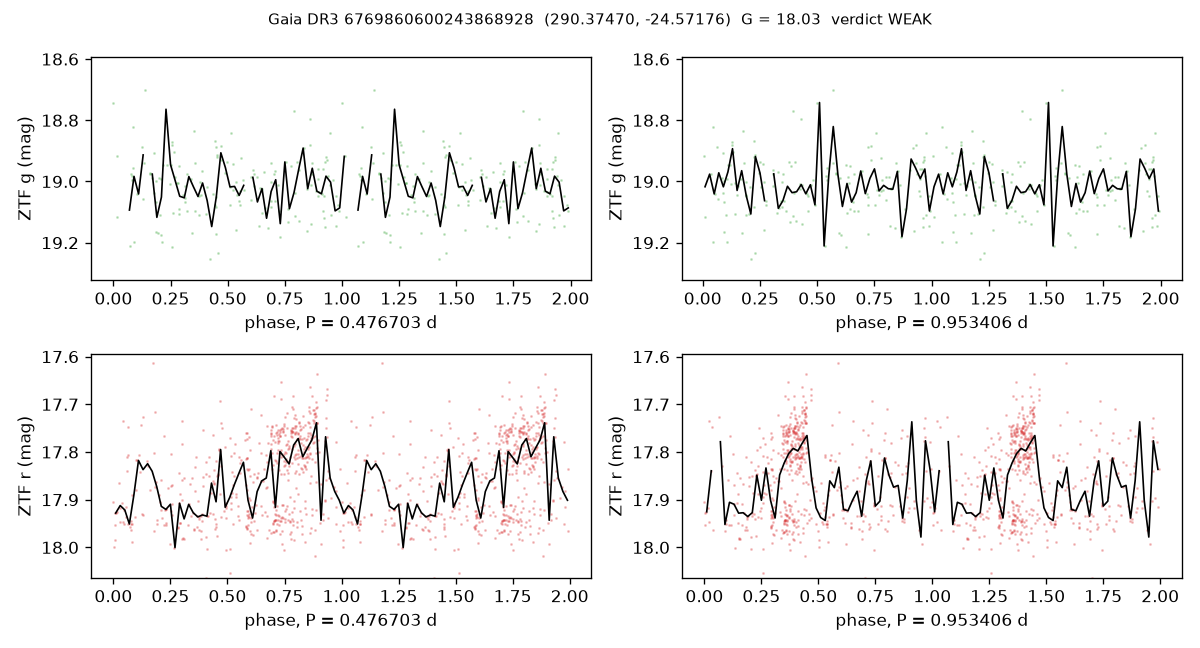 Gaia DR3 6769860600243868928  (290.37470, -24.57176)  G = 18.03  verdict WEAK
18.6
18.8
19.0
19.2
ZTF g (mag)
0.00 0.25 0.50 0.75 1.00 1.25 1.50 1.75 2.00
phase, P = 0.476703 d
18.6
18.8
19.0
19.2
ZTF g (mag)
0.00 0.25 0.50 0.75 1.00 1.25 1.50 1.75 2.00
phase, P = 0.953406 d
17.6
17.7
17.8
17.9
18.0
ZTF r (mag)
0.00 0.25 0.50 0.75 1.00 1.25 1.50 1.75 2.00
phase, P = 0.476703 d
17.6
17.7
17.8
17.9
18.0
ZTF r (mag)
0.00 0.25 0.50 0.75 1.00 1.25 1.50 1.75 2.00
phase, P = 0.953406 d